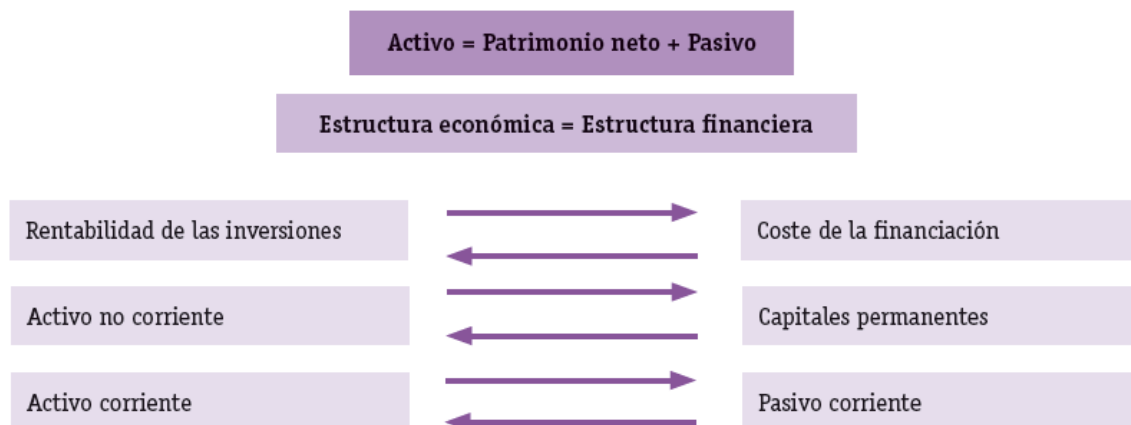 Activo = Patrimonio neto + Pasivo
Estructura económica = Estructura financiera
Rentabilidad de las inversiones
Coste de la financiación
Activo no corriente
Capitales permanentes
Activo corriente
Pasivo corriente